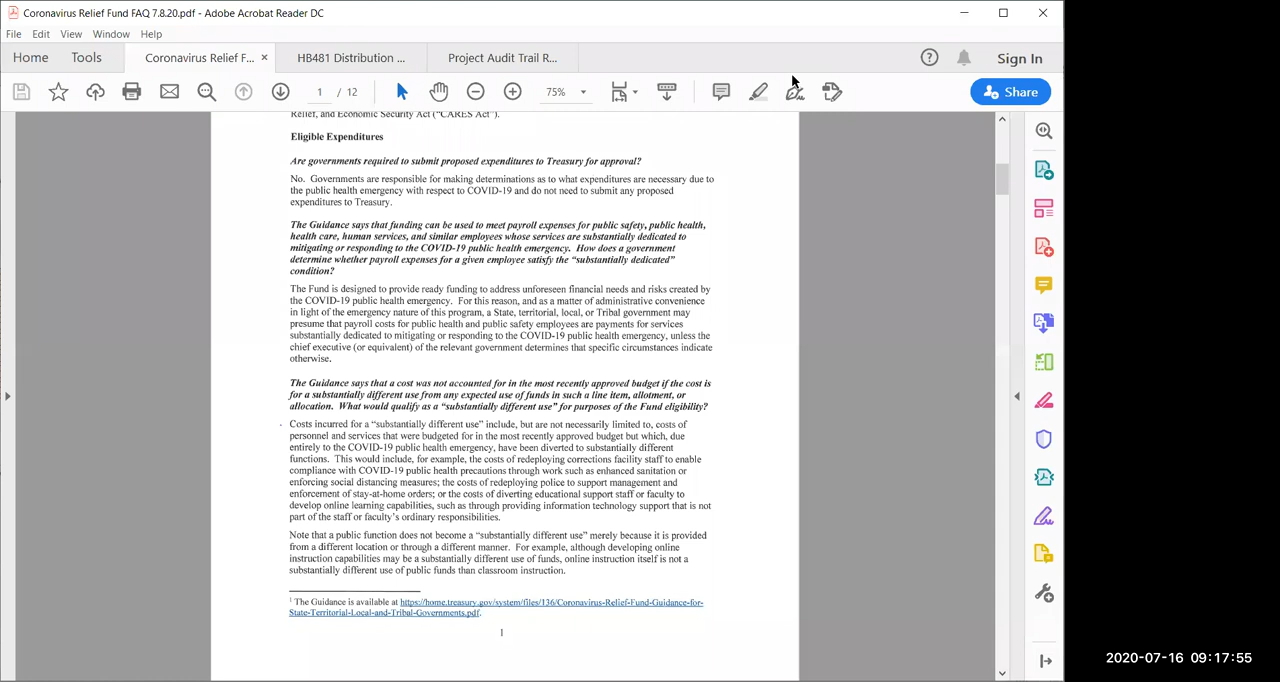 Coronavirus Relief Fund FAQ 7.8.20.pdf - Adobe Acrobat Reader DC
File Edit View Window Help
Home Tools Coronavirus Relief F... × HB481 Distribution ... Project Audit Trail R... Sign In
1 / 12 75% Share
Relief, and Economic Security Act (“CARES Act”).
Eligible Expenditures
Are governments required to submit proposed expenditures to Treasury for approval?
No. Governments are responsible for making determinations as to what expenditures are necessary due to
the public health emergency with respect to COVID-19 and do not need to submit any proposed
expenditures to Treasury.
The Guidance says that funding can be used to meet payroll expenses for public safety, public health,
health care, human services, and similar employees whose services are substantially dedicated to
mitigating or responding to the COVID-19 public health emergency. How does a government
determine whether payroll expenses for a given employee satisfy the “substantially dedicated”
condition?
The Fund is designed to provide ready funding to address unforeseen financial needs and risks created by
the COVID-19 public health emergency. For this reason, and as a matter of administrative convenience
in light of the emergency nature of this program, a State, territorial, local, or Tribal government may
presume that payroll costs for public health and public safety employees are payments for services
substantially dedicated to mitigating or responding to the COVID-19 public health emergency, unless the
chief executive (or equivalent) of the relevant government determines that specific circumstances indicate
otherwise.
The Guidance says that a cost was not accounted for in the most recently approved budget if the cost is
for a substantially different use from any expected use of funds in such a line item, allotment, or
allocation. What would qualify as a “substantially different use” for purposes of the Fund eligibility?
Costs incurred for a “substantially different use” include, but are not necessarily limited to, costs of
personnel and services that were budgeted for in the most recently approved budget but which, due
entirely to the COVID-19 public health emergency, have been diverted to substantially different
functions. This would include, for example, the costs of redeploying corrections facility staff to enable
compliance with COVID-19 public health precautions through work such as enhanced sanitation or
enforcing social distancing measures; the costs of redeploying police to support management and
enforcement of stay-at-home orders; or the costs of diverting educational support staff or faculty to
develop online learning capabilities, such as through providing information technology support that is not
part of the staff or faculty’s ordinary responsibilities.
Note that a public function does not become a “substantially different use” merely because it is provided
from a different location or through a different manner. For example, although developing online
instruction capabilities may be a substantially different use of funds, online instruction itself is not a
substantially different use of public funds than classroom instruction.
1 The Guidance is available at https://home.treasury.gov/system/files/136/Coronavirus-Relief-Fund-Guidance-for-
State-Territorial-Local-and-Tribal-Governments.pdf.
1
2020-07-16 09:17:55